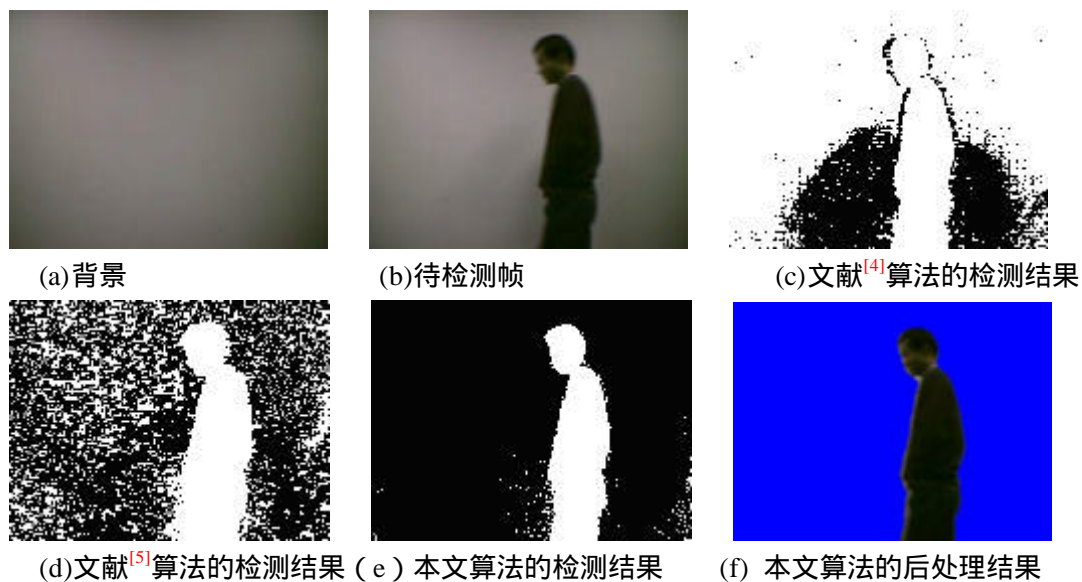 (a)背景
(b)待检测帧
(c)文献[4]算法的检测结果
(d)文献[5]算法的检测结果
（e）本文算法的检测结果
(f) 本文算法的后处理结果